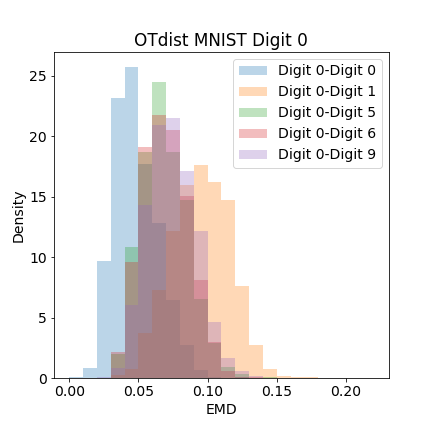 OTdist MNIST Digit 0
Digit 0-Digit 0
Digit 0-Digit 1
Digit 0-Digit 5
Digit 0-Digit 6
Digit 0-Digit 9
25
20
15
10
5
0
Density
0.00 0.05 0.10 0.15 0.20
EMD